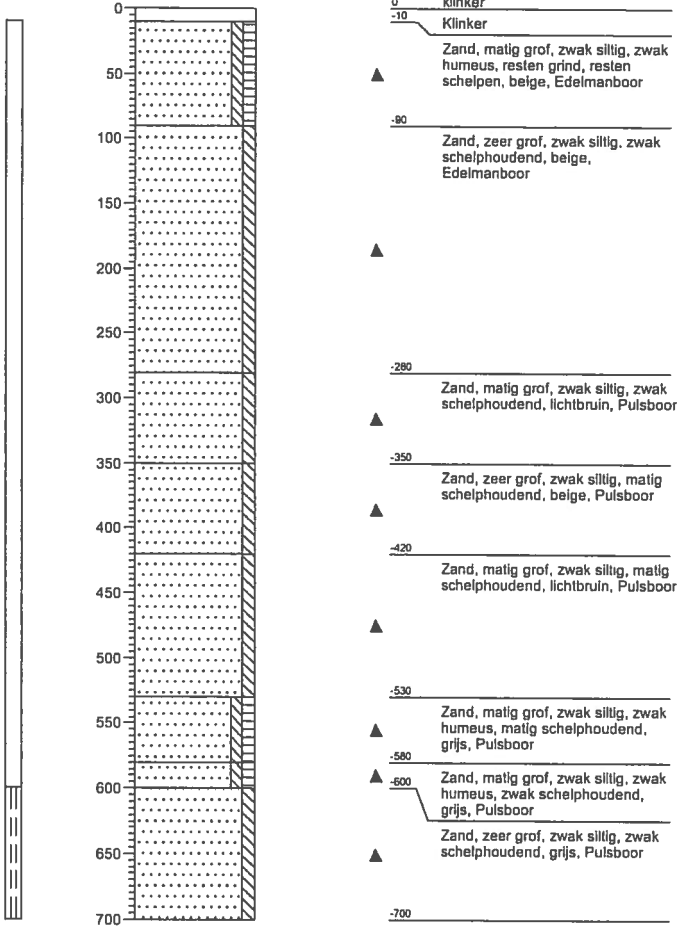 0
50
100
150
200
250
300
350
400
450
500
550
600
650
700
0 klinker
-10 Klinker
Zand, matig grof, zwak siltig, zwak
humeus, resten grind, resten
schelpen, beige, Edelmanboor
-90
Zand, zeer grof, zwak siltig, zwak
schelphoudend, beige,
Edelmanboor
-280
Zand, matig grof, zwak siltig, zwak
schelphoudend, lichtbruin, Pulsboor
-350
Zand, zeer grof, zwak siltig, matig
schelphoudend, beige, Pulsboor
-420
Zand, matig grof, zwak siltig, matig
schelphoudend, lichtbruin, Pulsboor
-530
Zand, matig grof, zwak siltig, zwak
humeus, matig schelphoudend,
grijs, Pulsboor
-580
Zand, matig grof, zwak siltig, zwak
-600
humeus, zwak schelphoudend,
grijs, Pulsboor
Zand, zeer grof, zwak siltig, zwak
schelphoudend, grijs, Pulsboor
-700